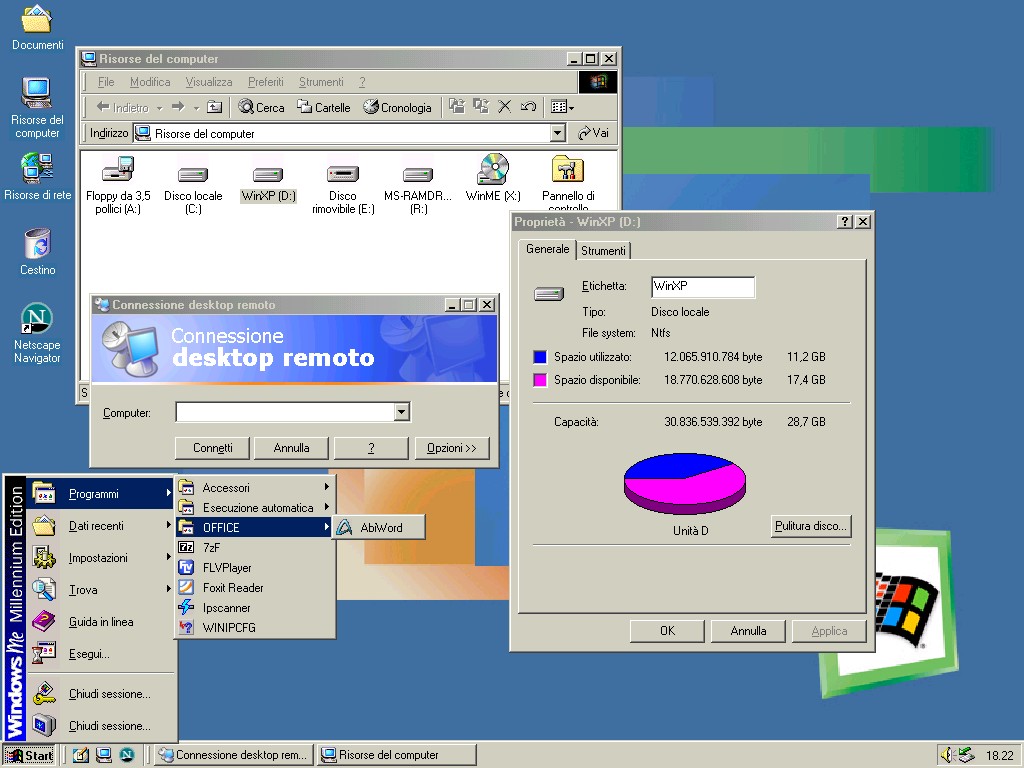 Documenti
Risorse del
computer
Risorse di rete
Cestino
Netscape
Navigator
Risorse del computer
File Modifica Visualizza Preferiti Strumenti ?
Indietro Cerca Cartelle Cronologia
Indirizzo Risorse del computer Vai
Floppy da 3,5
pollici (A:)
Disco locale
(C:)
WinXP (D:)
Disco
rimovibile (E:)
MS-RAMDR...
(R:)
WinME (X:)
Pannello di
controllo
Proprietà - WinXP (D:)
Generale Strumenti
Etichetta: WinXP
Tipo: Disco locale
File system: Ntfs
Spazio utilizzato: 12.065.910.784 byte 11,2 GB
Spazio disponibile: 18.770.628.608 byte 17,4 GB
Capacità: 30.836.539.392 byte 28,7 GB
Unità D
Pulitura disco...
OK Annulla Applica
Connessione desktop remoto
Connessione
desktop remoto
Computer:
Connetti Annulla ? Opzioni >>
Windows Me Millennium Edition
Programmi
Dati recenti
Impostazioni
Trova
Guida in linea
Esegui...
Chiudi sessione...
Chiudi sessione...
Accessori
Esecuzione automatica
OFFICE
7zF
FLVPlayer
Foxit Reader
Ipscanner
WINIPCFG
AbiWord
Start Connessione desktop rem... Risorse del computer 18.22